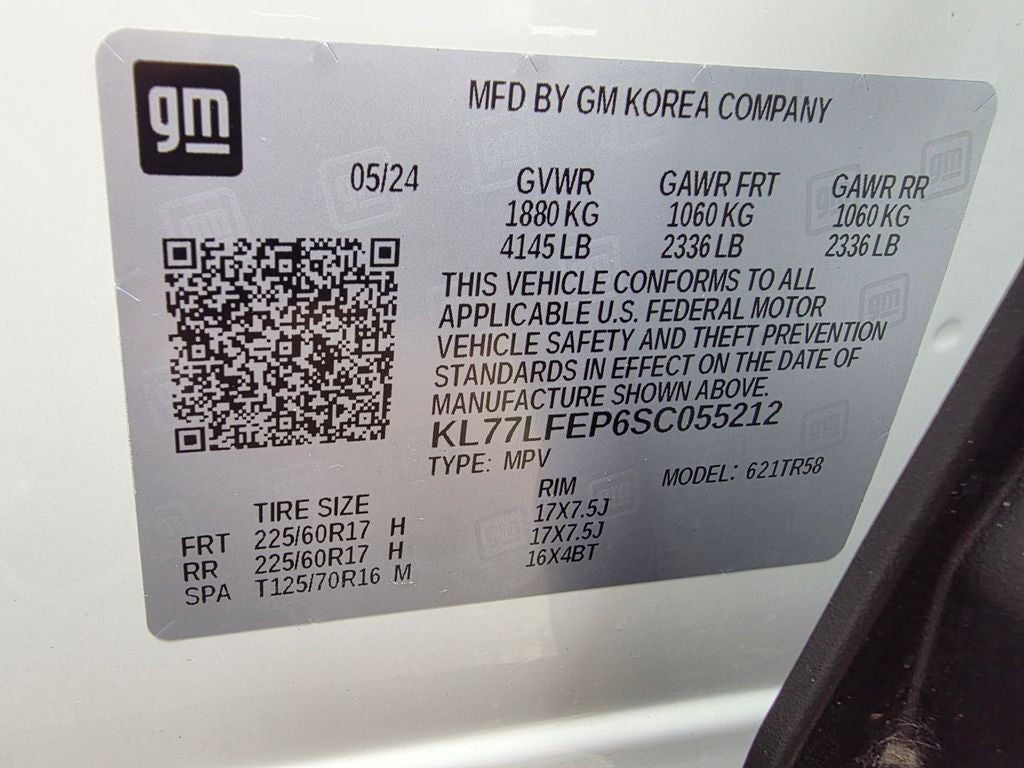 gm
MFD BY GM KOREA COMPANY
05/24 GVWR GAWR FRT GAWR RR
1880 KG 1060 KG 1060 KG
4145 LB 2336 LB 2336 LB
THIS VEHICLE CONFORMS TO ALL
APPLICABLE U.S. FEDERAL MOTOR
VEHICLE SAFETY AND THEFT PREVENTION
STANDARDS IN EFFECT ON THE DATE OF
MANUFACTURE SHOWN ABOVE.
KL77LFEP6SC055212
TYPE: MPV MODEL: 621TR58
TIRE SIZE RIM
FRT 225/60R17 H 17X7.5J
RR 225/60R17 H 17X7.5J
SPA T125/70R16 M 16X4BT